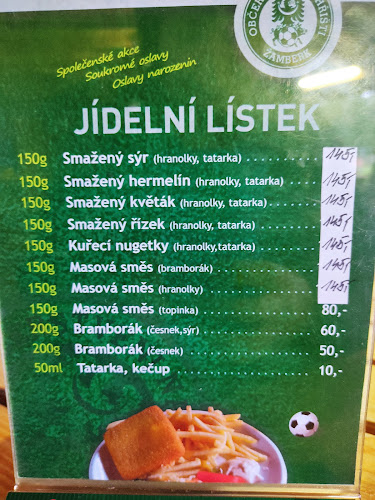 OBČER
ŘIŠTI
ŽAMBERK
Společenské akce
Soukromé oslavy
Oslavy narozenin
JÍDELNÍ LÍSTEK
150g Smažený sýr (hranolky, tatarka) .......... 145,-
150g Smažený hermelín (hranolky, tatarka) ..... 145,-
150g Smažený květák (hranolky, tatarka) ....... 145,-
150g Smažený řízek (hranolky, tatarka) ........ 145,-
150g Kuřecí nugetky (hranolky,tatarka) ........ 145,-
150g Masová směs (bramborák) .................. 145,-
150g Masová směs (hranolky) ................... 145,-
150g Masová směs (topinka) .................... 80,-
200g Bramborák (česnek,sýr) ................... 60,-
200g Bramborák (česnek) ....................... 50,-
50ml Tatarka, kečup ........................... 10,-